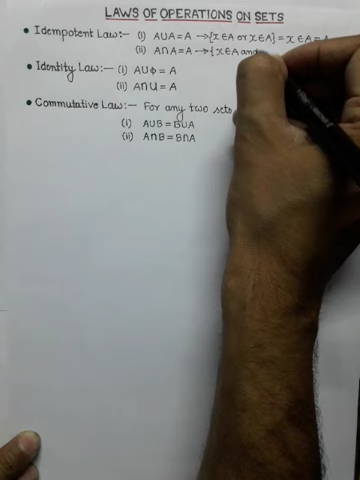 LAWS OF OPERATIONS ON SETS
• Idempotent Law:- (i) A∪A = A → {x∈A or x∈A} = x∈A = A
(ii) A∩A = A → {x∈A and
• Identity Law:- (i) A∪Φ = A
(ii) A∩U = A
• Commutative Law:- For any two sets
(i) A∪B = B∪A
(ii) A∩B = B∩A